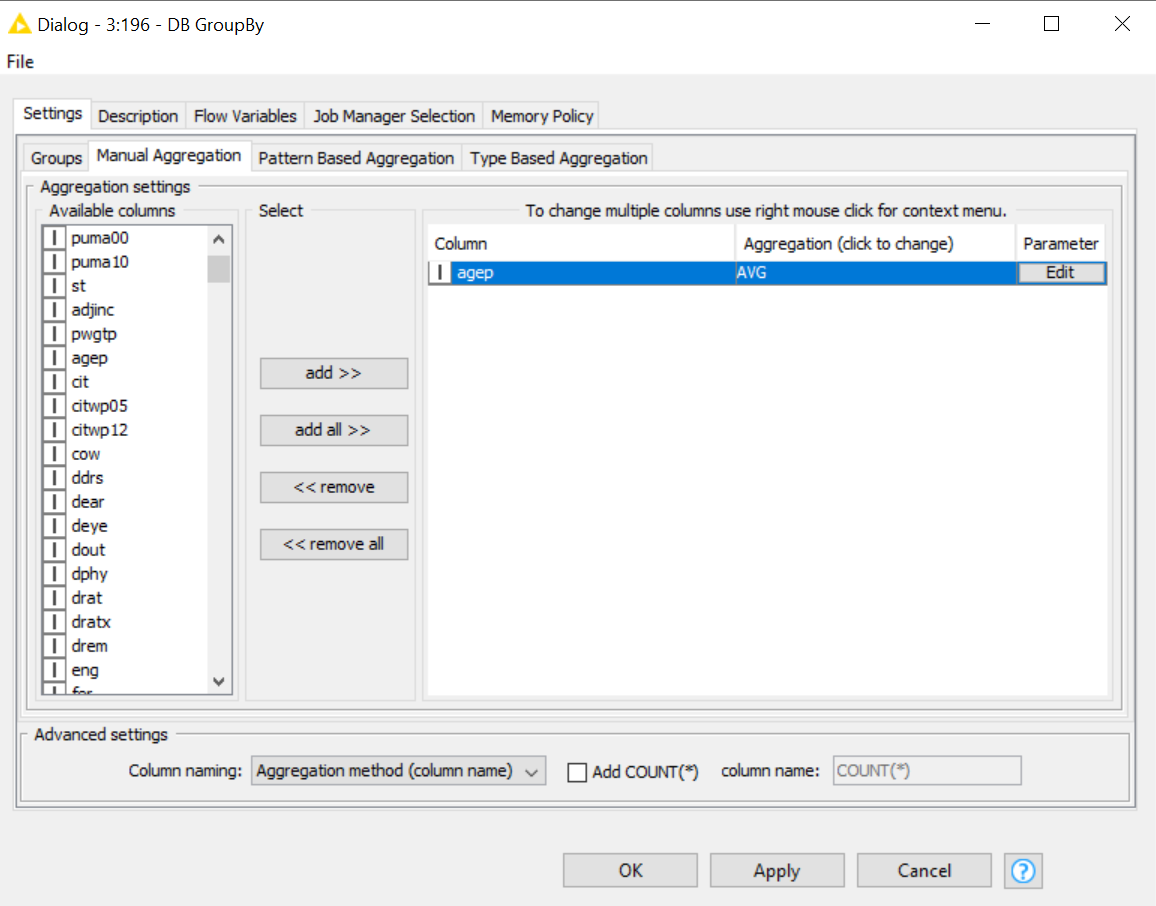 Dialog - 3:196 - DB GroupBy
File
Settings Description Flow Variables Job Manager Selection Memory Policy
Groups Manual Aggregation Pattern Based Aggregation Type Based Aggregation
Aggregation settings
Available columns
puma00
puma10
st
adjinc
pwgtp
agep
cit
citwp05
citwp12
cow
ddrs
dear
deye
dout
dphy
drat
dratx
drem
eng
Select
add >>
add all >>
<< remove
<< remove all
To change multiple columns use right mouse click for context menu.
Column Aggregation (click to change) Parameter
I agep AVG Edit
Advanced settings
Column naming: Aggregation method (column name) Add COUNT(*) column name: COUNT(*)
OK Apply Cancel ?